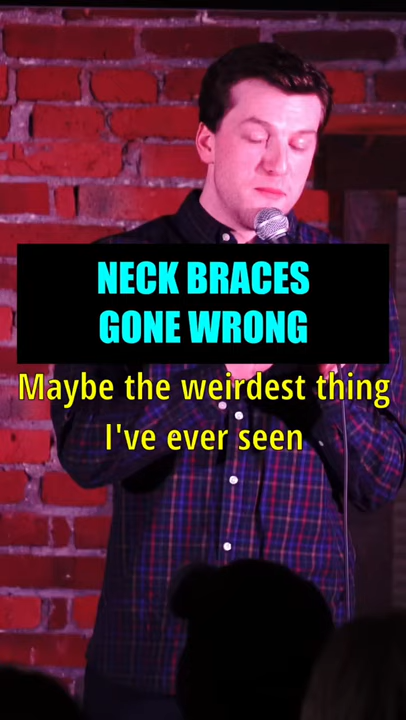 NECK BRACES
GONE WRONG
Maybe the weirdest thing
I've ever seen